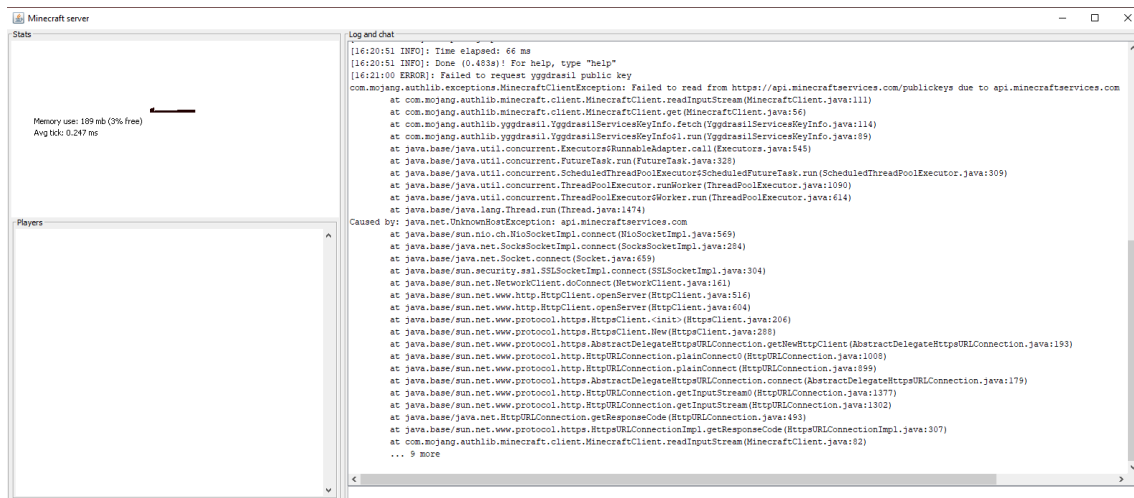 Minecraft server
Stats
Memory use: 189 mb (3% free)
Avg tick: 0.247 ms
Players
Log and chat
[16:20:51 INFO]: Time elapsed: 66 ms
[16:20:51 INFO]: Done (0.483s)! For help, type "help"
[16:21:00 ERROR]: Failed to request yggdrasil public key
com.mojang.authlib.exceptions.MinecraftClientException: Failed to read from https://api.minecraftservices.com/publickeys due to api.minecraftservices.com
at com.mojang.authlib.minecraft.client.MinecraftClient.readInputStream(MinecraftClient.java:111)
at com.mojang.authlib.minecraft.client.MinecraftClient.get(MinecraftClient.java:56)
at com.mojang.authlib.yggdrasil.YggdrasilServicesKeyInfo.fetch(YggdrasilServicesKeyInfo.java:114)
at com.mojang.authlib.yggdrasil.YggdrasilServicesKeyInfo$1.run(YggdrasilServicesKeyInfo.java:89)
at java.base/java.util.concurrent.Executors$RunnableAdapter.call(Executors.java:545)
at java.base/java.util.concurrent.FutureTask.run(FutureTask.java:328)
at java.base/java.util.concurrent.ScheduledThreadPoolExecutor$ScheduledFutureTask.run(ScheduledThreadPoolExecutor.java:309)
at java.base/java.util.concurrent.ThreadPoolExecutor.runWorker(ThreadPoolExecutor.java:1090)
at java.base/java.util.concurrent.ThreadPoolExecutor$Worker.run(ThreadPoolExecutor.java:614)
at java.base/java.lang.Thread.run(Thread.java:1474)
Caused by: java.net.UnknownHostException: api.minecraftservices.com
at java.base/sun.nio.ch.NioSocketImpl.connect(NioSocketImpl.java:569)
at java.base/java.net.SocksSocketImpl.connect(SocksSocketImpl.java:284)
at java.base/java.net.Socket.connect(Socket.java:659)
at java.base/sun.security.ssl.SSLSocketImpl.connect(SSLSocketImpl.java:304)
at java.base/sun.net.NetworkClient.doConnect(NetworkClient.java:161)
at java.base/sun.net.www.http.HttpClient.openServer(HttpClient.java:516)
at java.base/sun.net.www.http.HttpClient.openServer(HttpClient.java:604)
at java.base/sun.net.www.protocol.https.HttpsClient.<init>(HttpsClient.java:206)
at java.base/sun.net.www.protocol.https.HttpsClient.New(HttpsClient.java:288)
at java.base/sun.net.www.protocol.https.AbstractDelegateHttpsURLConnection.getNewHttpClient(AbstractDelegateHttpsURLConnection.java:193)
at java.base/sun.net.www.protocol.http.HttpURLConnection.plainConnect0(HttpURLConnection.java:1008)
at java.base/sun.net.www.protocol.http.HttpURLConnection.plainConnect(HttpURLConnection.java:899)
at java.base/sun.net.www.protocol.https.AbstractDelegateHttpsURLConnection.connect(AbstractDelegateHttpsURLConnection.java:179)
at java.base/sun.net.www.protocol.http.HttpURLConnection.getInputStream0(HttpURLConnection.java:1377)
at java.base/sun.net.www.protocol.http.HttpURLConnection.getInputStream(HttpURLConnection.java:1302)
at java.base/java.net.HttpURLConnection.getResponseCode(HttpURLConnection.java:493)
at java.base/sun.net.www.protocol.https.HttpsURLConnectionImpl.getResponseCode(HttpsURLConnectionImpl.java:307)
at com.mojang.authlib.minecraft.client.MinecraftClient.readInputStream(MinecraftClient.java:82)
... 9 more